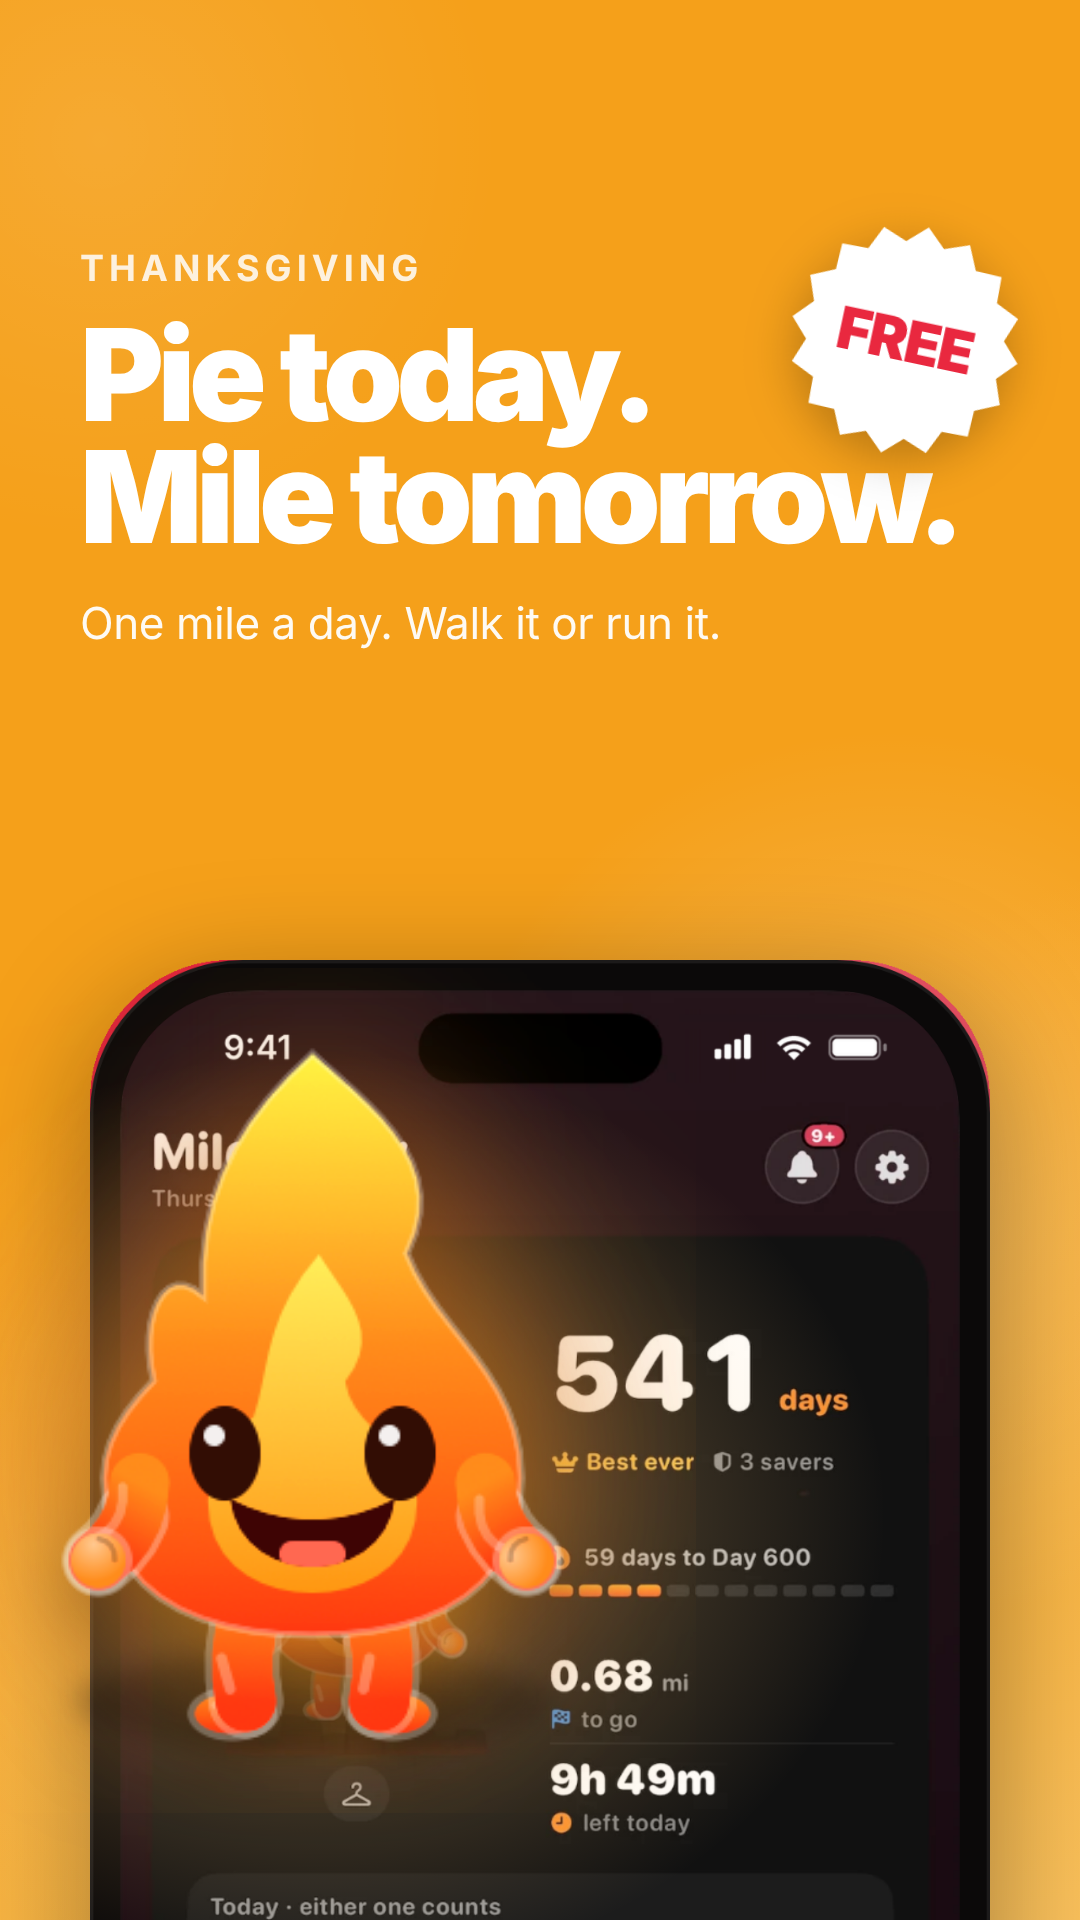 THANKSGIVING
FREE
Pie today.
Mile tomorrow.
One mile a day. Walk it or run it.
9:41
9+
541 days
Best ever 3 savers
59 days to Day 600
0.68 mi
to go
9h 49m
left today
Today · either one counts